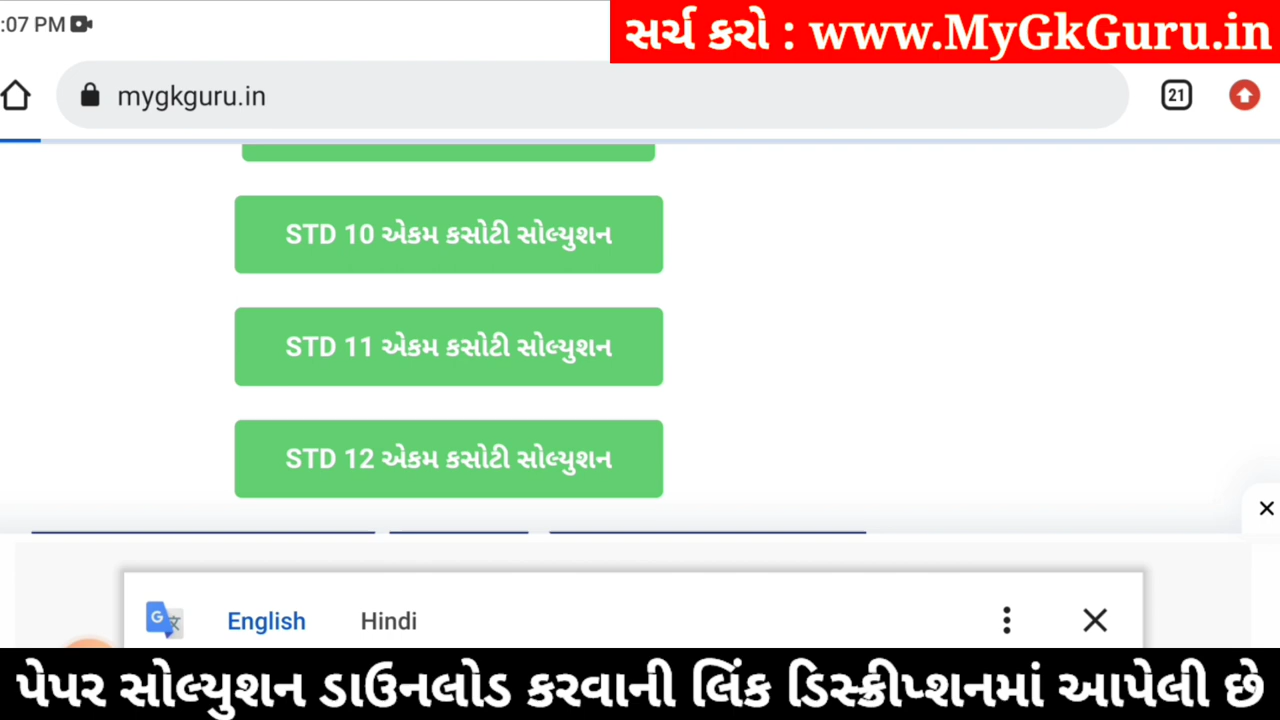 :07 PM
સર્ચ કરો : www.MyGkGuru.in
mygkguru.in
21
STD 10 એકમ કસોટી સોલ્યુશન
STD 11 એકમ કસોટી સોલ્યુશન
STD 12 એકમ કસોટી સોલ્યુશન
English Hindi
પેપર સોલ્યુશન ડાઉનલોડ કરવાની લિંક ડિસ્ક્રીપ્શનમાં આપેલી છે